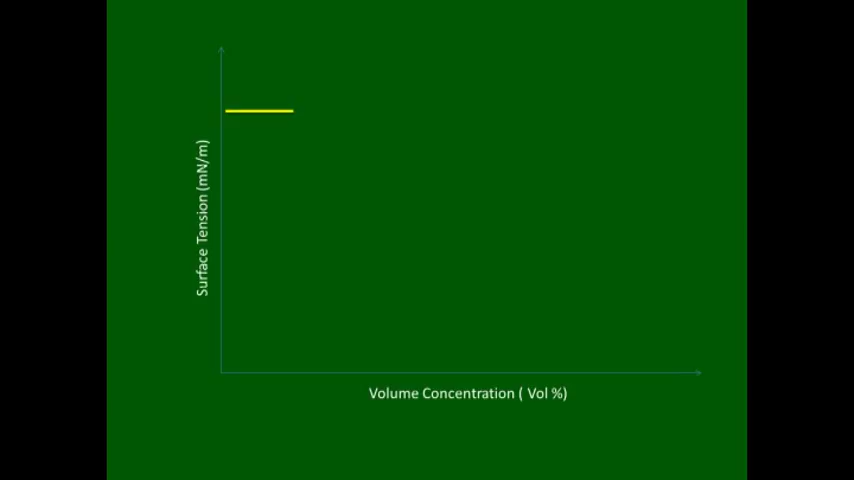 Surface Tension (mN/m)
Volume Concentration ( Vol %)